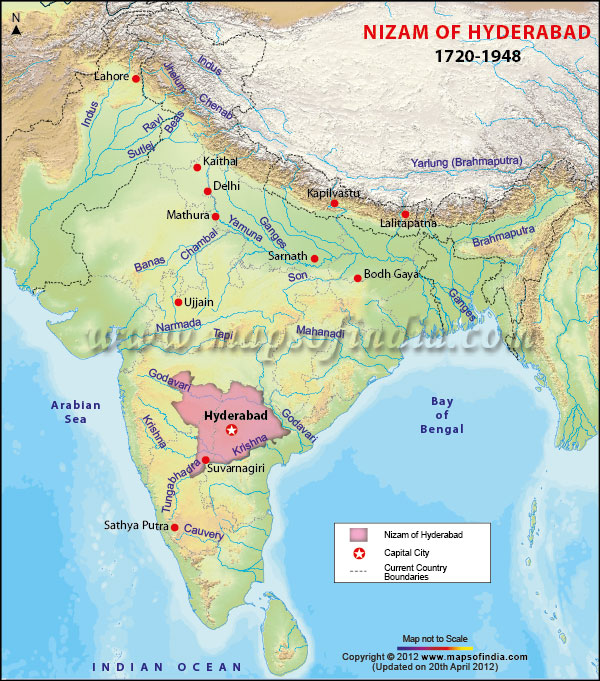 N
NIZAM OF HYDERABAD
1720-1948
Lahore
Indus
Jhelum
Chenab
Indus
Ravi
Beas
Sutlej
Kaithal
Yarlung (Brahmaputra)
Delhi
Kapilvastu
Mathura
Lalitapatna
Yamuna
Ganges
Chambal
Banas
Brahmaputra
Sarnath
Son
Bodh Gaya
Ujjain
Ganges
Narmada
Tapi
Mahanadi
www.mapsofindia.com
Godavari
Arabian
Sea
Hyderabad
Bay
of
Bengal
Krishna
Godavari
Krishna
Suvarnagiri
Tungabhadra
Sathya Putra
Cauvery
Nizam of Hyderabad
Capital City
Current Country
Boundaries
Map not to Scale
Copyright © 2012 www.mapsofindia.com
(Updated on 20th April 2012)
INDIAN OCEAN